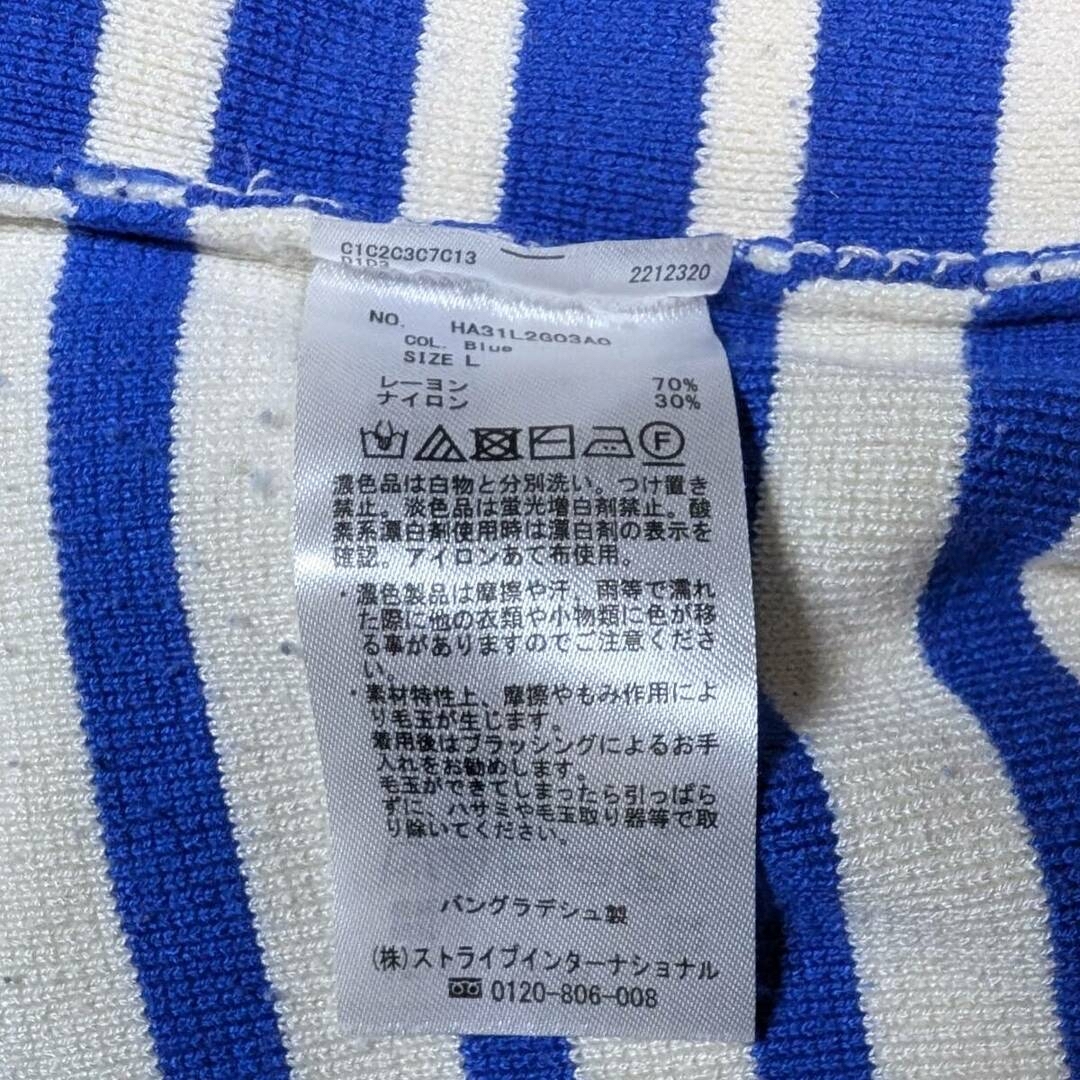 C1C2C3C7C13
2212320
NO. HA31L2G03A0
COL. Blue
SIZE L
レーヨン 70%
ナイロン 30%
F
濃色品は白物と分別洗い。つけ置き
禁止。淡色品は蛍光増白剤禁止。酸
素系漂白剤使用時は漂白剤の表示を
確認。アイロンあて布使用。
・濃色製品は摩擦や汗、雨等で濡れ
た際に他の衣類や小物類に色が移
る事がありますのでご注意くださ
い。
・素材特性上、摩擦やもみ作用によ
り毛玉が生じます。
着用後はブラッシングによるお手
入れをお勧めします。
毛玉ができてしまったら引っぱら
ずに、ハサミや毛玉取り器等で取
り除いてください。
バングラデシュ製
(株)ストライプインターナショナル
0120-806-008